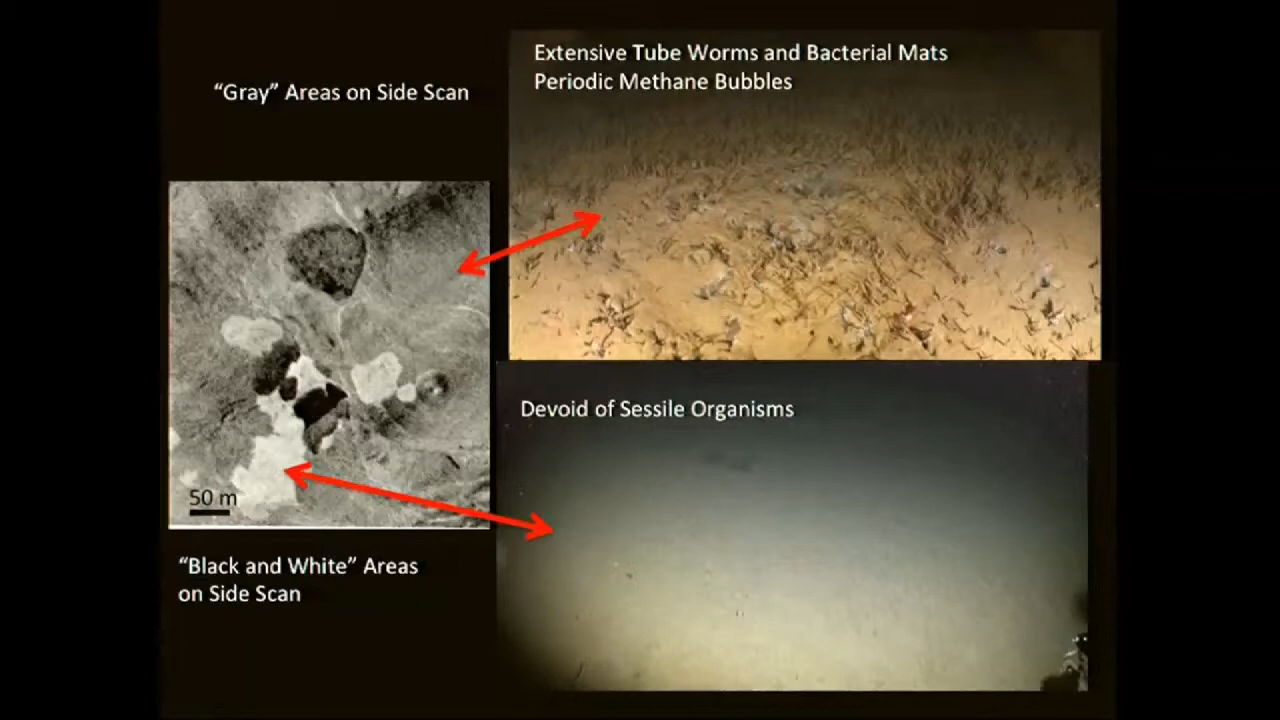 “Gray” Areas on Side Scan
Extensive Tube Worms and Bacterial Mats
Periodic Methane Bubbles
Devoid of Sessile Organisms
50 m
“Black and White” Areas
on Side Scan